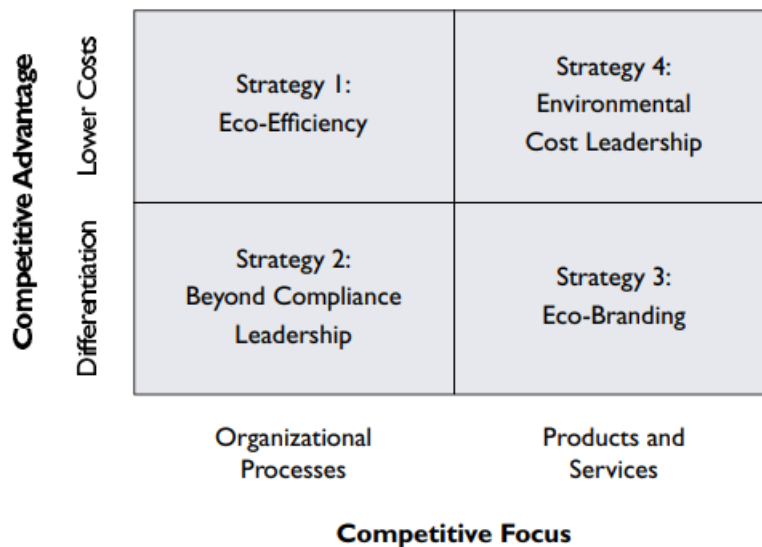 Competitive Advantage
Lower Costs
Strategy 1:
Eco-Efficiency
Strategy 4:
Environmental
Cost Leadership
Differentiation
Strategy 2:
Beyond Compliance
Leadership
Strategy 3:
Eco-Branding
Organizational
Processes
Products and
Services
Competitive Focus